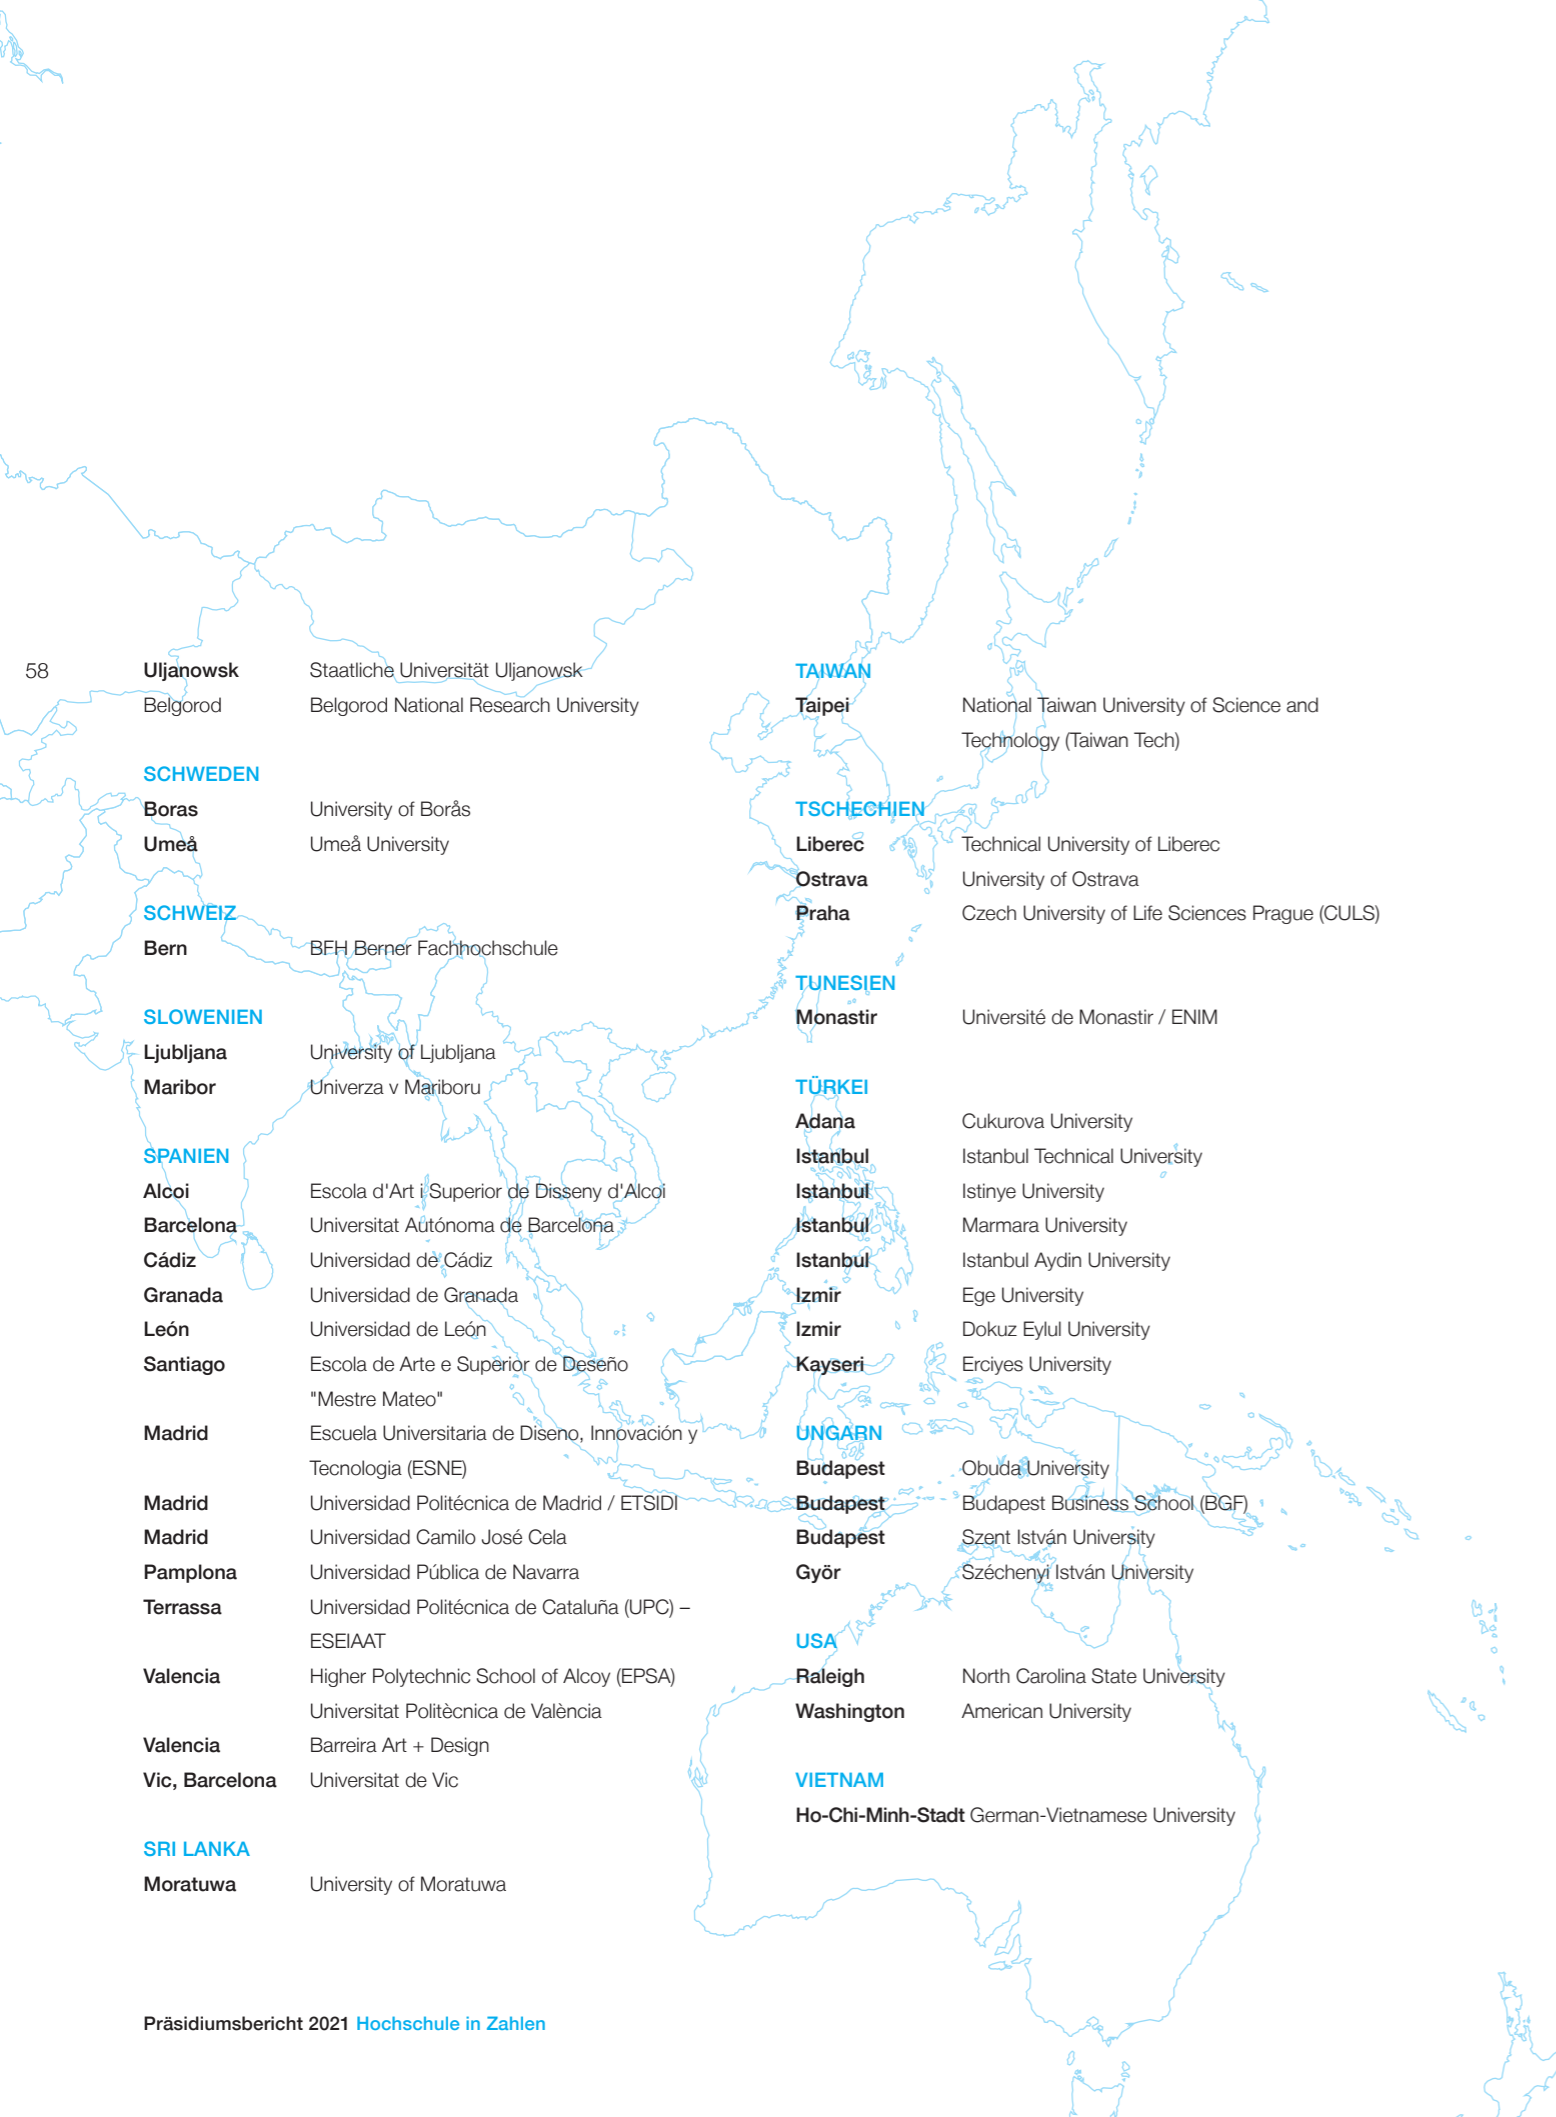 58
Uljanowsk Staatliche Universität Uljanowsk
Belgorod Belgorod National Research University
SCHWEDEN
Boras University of Borås
Umeå Umeå University
SCHWEIZ
Bern BFH Berner Fachhochschule
SLOWENIEN
Ljubljana University of Ljubljana
Maribor Univerza v Mariboru
SPANIEN
Alcoi Escola d'Art i Superior de Disseny d'Alcoi
Barcelona Universitat Autónoma de Barcelona
Cádiz Universidad de Cádiz
Granada Universidad de Granada
León Universidad de León
Santiago Escola de Arte e Superior de Deseño
"Mestre Mateo"
Madrid Escuela Universitaria de Diseno, Innovación y
Tecnologia (ESNE)
Madrid Universidad Politécnica de Madrid / ETSIDI
Madrid Universidad Camilo José Cela
Pamplona Universidad Pública de Navarra
Terrassa Universidad Politécnica de Cataluña (UPC) –
ESEIAAT
Valencia Higher Polytechnic School of Alcoy (EPSA)
Universitat Politècnica de València
Valencia Barreira Art + Design
Vic, Barcelona Universitat de Vic
SRI LANKA
Moratuwa University of Moratuwa
TAIWAN
Taipei National Taiwan University of Science and
Technology (Taiwan Tech)
TSCHECHIEN
Liberec Technical University of Liberec
Ostrava University of Ostrava
Praha Czech University of Life Sciences Prague (CULS)
TUNESIEN
Monastir Université de Monastir / ENIM
TÜRKEI
Adana Cukurova University
Istanbul Istanbul Technical University
Istanbul Istinye University
Istanbul Marmara University
Istanbul Istanbul Aydin University
Izmir Ege University
Izmir Dokuz Eylul University
Kayseri Erciyes University
UNGARN
Budapest Obuda University
Budapest Budapest Business School (BGF)
Budapest Szent István University
Györ Széchenyi István University
USA
Raleigh North Carolina State University
Washington American University
VIETNAM
Ho-Chi-Minh-Stadt German-Vietnamese University
Präsidiumsbericht 2021 Hochschule in Zahlen